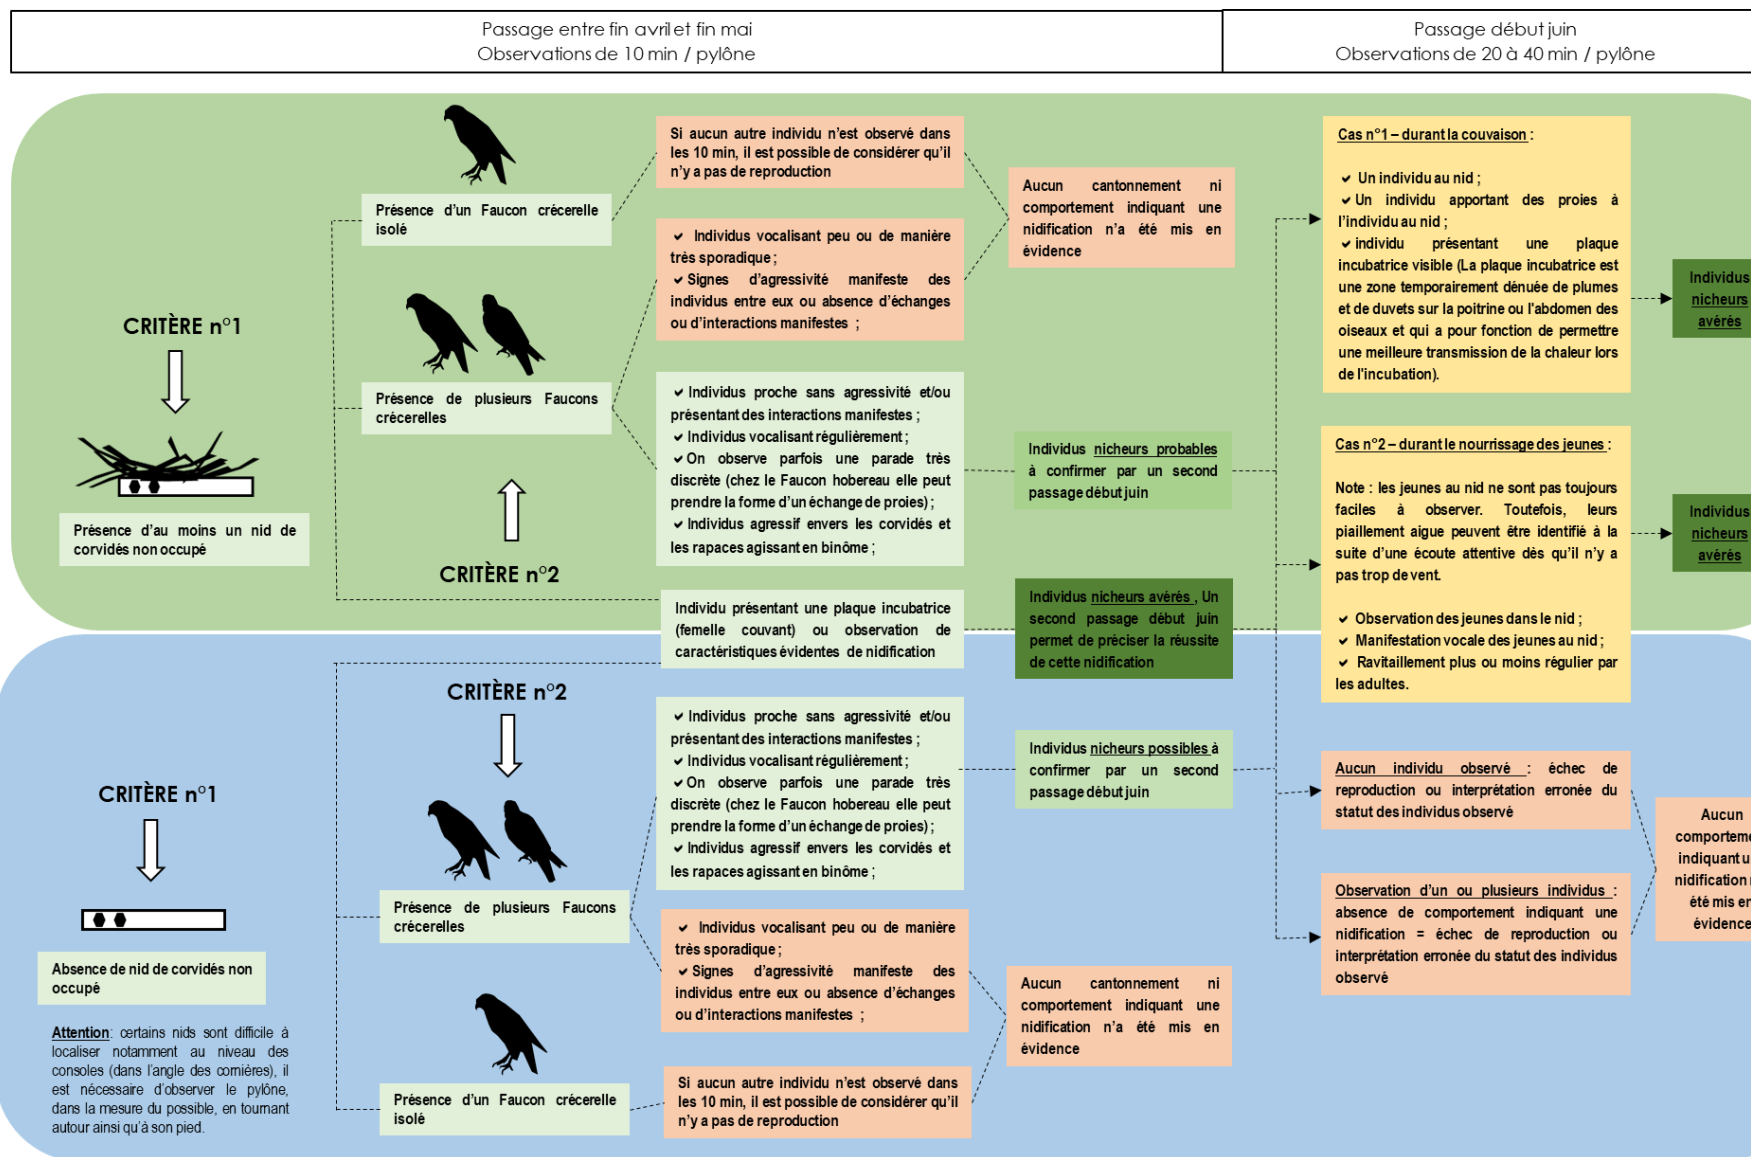 Passage entre fin avril et fin mai
Observations de 10 min / pylône
Passage début juin
Observations de 20 à 40 min / pylône
CRITÈRE n°1
Présence d'au moins un nid de
corvidés non occupé
Présence d'un Faucon crécerelle
isolé
Présence de plusieurs Faucons
crécerelles
CRITÈRE n°2
Si aucun autre individu n'est observé dans
les 10 min, il est possible de considérer qu'il
n'y a pas de reproduction
✓ Individus vocalisant peu ou de manière
très sporadique ;
✓ Signes d'agressivité manifeste des
individus entre eux ou absence d'échanges
ou d'interactions manifestes ;
✓ Individus proche sans agressivité et/ou
présentant des interactions manifestes ;
✓ Individus vocalisant régulièrement ;
✓ On observe parfois une parade très
discrète (chez le Faucon hobereau elle peut
prendre la forme d'un échange de proies) ;
✓ Individus agressif envers les corvidés et
les rapaces agissant en binôme ;
Individu présentant une plaque incubatrice
(femelle couvant) ou observation de
caractéristiques évidentes de nidification
Aucun cantonnement ni
comportement indiquant une
nidification n'a été mis en
évidence
Individus nicheurs probables
à confirmer par un second
passage début juin
Individus nicheurs avérés , Un
second passage début juin
permet de préciser la réussite
de cette nidification
Cas n°1 – durant la couvaison :
✓ Un individu au nid ;
✓ Un individu apportant des proies à
l'individu au nid ;
✓ individu présentant une plaque
incubatrice visible (La plaque incubatrice est
une zone temporairement dénuée de plumes
et de duvets sur la poitrine ou l'abdomen des
oiseaux et qui a pour fonction de permettre
une meilleure transmission de la chaleur lors
de l'incubation).
Individus
nicheurs
avérés
Cas n°2 – durant le nourrissage des jeunes :
Note : les jeunes au nid ne sont pas toujours
faciles à observer. Toutefois, leurs
piaillement aigue peuvent être identifié à la
suite d'une écoute attentive dès qu'il n'y a
pas trop de vent.
✓ Observation des jeunes dans le nid ;
✓ Manifestation vocale des jeunes au nid ;
✓ Ravitaillement plus ou moins régulier par
les adultes.
Individus
nicheurs
avérés
CRITÈRE n°1
Absence de nid de corvidés non
occupé
Attention: certains nids sont difficile à
localiser notamment au niveau des
consoles (dans l'angle des cornières), il
est nécessaire d'observer le pylône,
dans la mesure du possible, en tournant
autour ainsi qu'à son pied.
CRITÈRE n°2
Présence de plusieurs Faucons
crécerelles
Présence d'un Faucon crécerelle
isolé
✓ Individus proche sans agressivité et/ou
présentant des interactions manifestes ;
✓ Individus vocalisant régulièrement ;
✓ On observe parfois une parade très
discrète (chez le Faucon hobereau elle peut
prendre la forme d'un échange de proies) ;
✓ Individus agressif envers les corvidés et
les rapaces agissant en binôme ;
✓ Individus vocalisant peu ou de manière
très sporadique ;
✓ Signes d'agressivité manifeste des
individus entre eux ou absence d'échanges
ou d'interactions manifestes ;
Si aucun autre individu n'est observé dans
les 10 min, il est possible de considérer qu'il
n'y a pas de reproduction
Individus nicheurs possibles à
confirmer par un second
passage début juin
Aucun cantonnement ni
comportement indiquant une
nidification n'a été mis en
évidence
Aucun individu observé : échec de
reproduction ou interprétation erronée du
statut des individus observé
Observation d'un ou plusieurs individus :
absence de comportement indiquant une
nidification = échec de reproduction ou
interprétation erronée du statut des individus
observé
Aucun
indiquant
nidification
été mis en
évidence